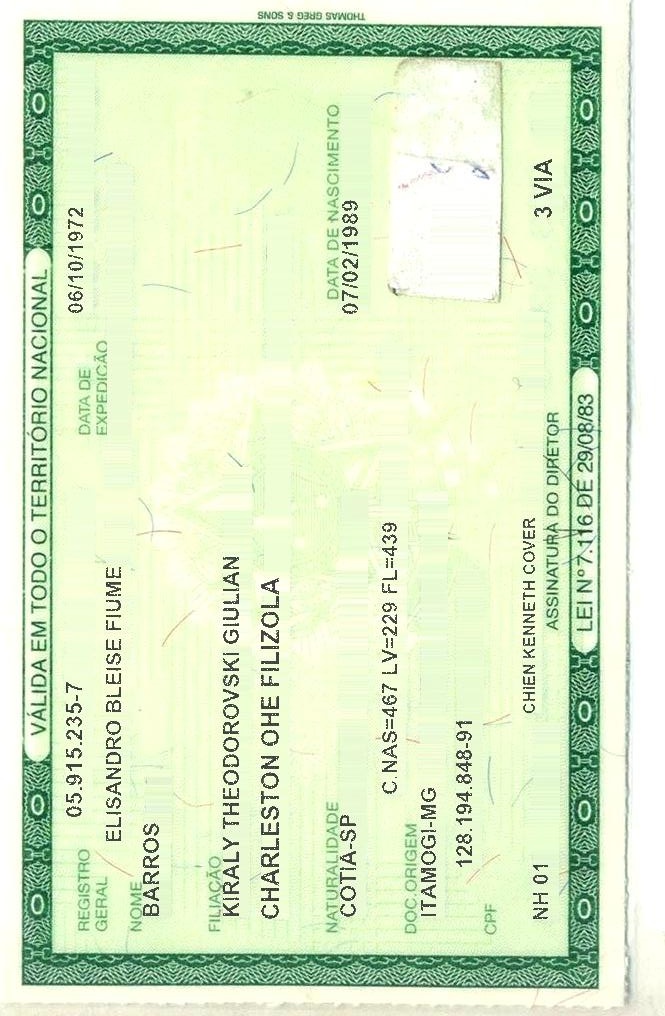 VÁLIDA EM TODO O TERRITÓRIO NACIONAL
REGISTRO GERAL 05.915.235-7 DATA DE EXPEDIÇÃO 06/10/1972
ELISANDRO BLEISE FIUME
NOME
BARROS
FILIAÇÃO
KIRALY THEODOROVSKI GIULIAN
CHARLESTON OHE FILIZOLA
NATURALIDADE DATA DE NASCIMENTO
COTIA-SP 07/02/1989
DOC.ORIGEM C.NAS=467 LV=229 FL=439
ITAMOGI-MG
CPF 128.194.848-91
NH 01 CHIEN KENNETH COVER 3 VIA
ASSINATURA DO DIRETOR
LEI Nº 7.116 DE 29/08/83
THOMAS GREG & SONS